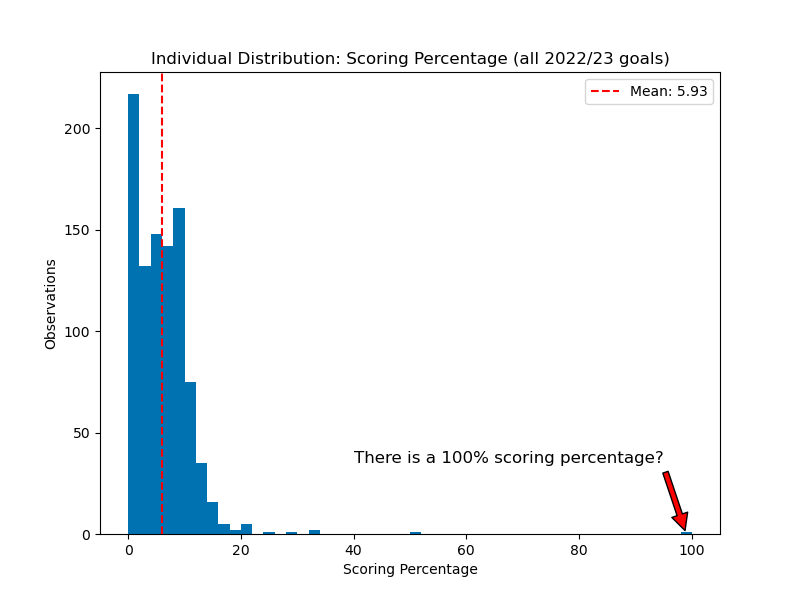 Individual Distribution: Scoring Percentage (all 2022/23 goals)
Mean: 5.93
200
150
100
50
0
Observations
There is a 100% scoring percentage?
0 20 40 60 80 100
Scoring Percentage